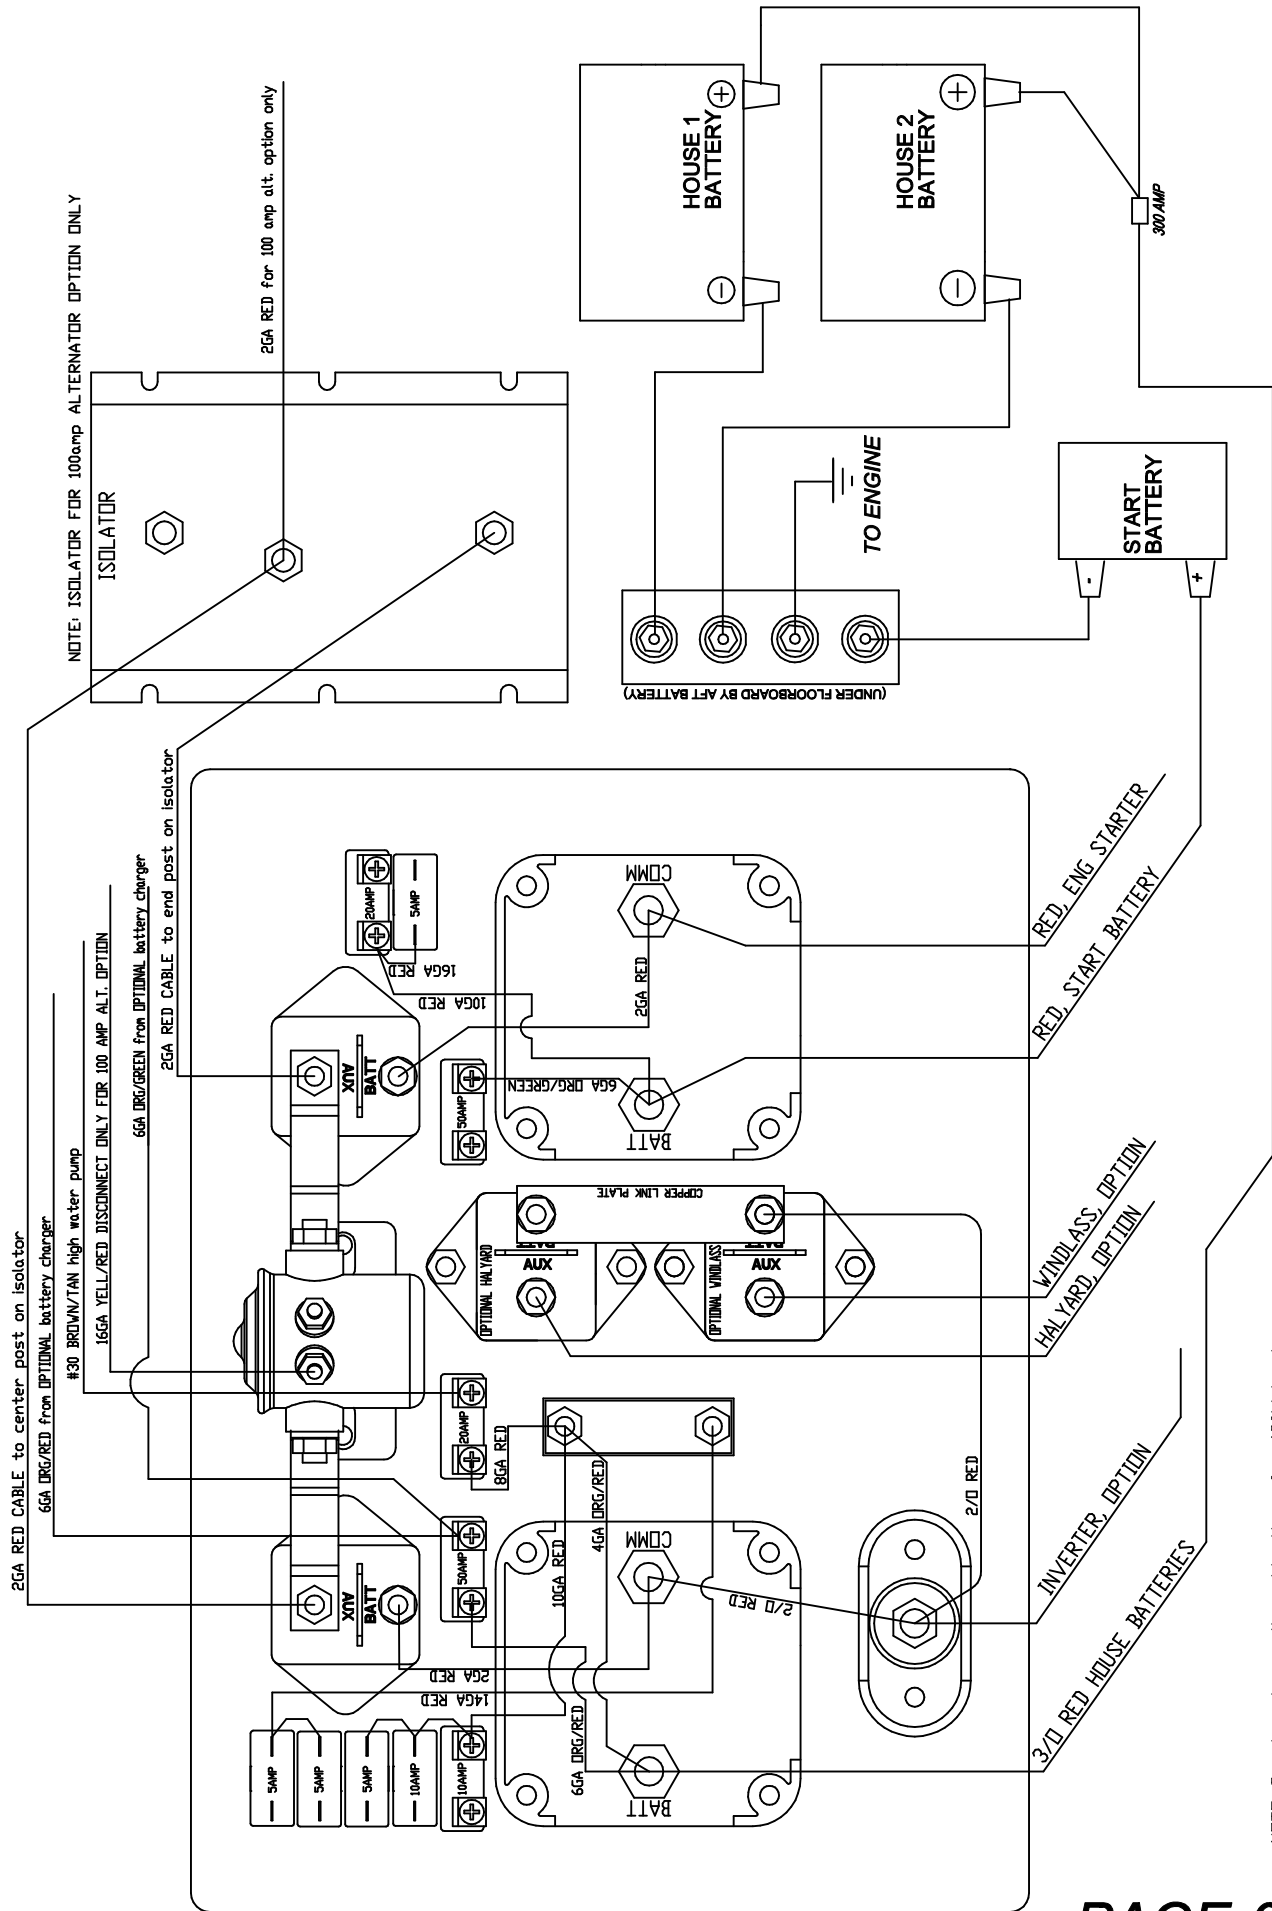 2GA RED CABLE to center post on isolator
6GA ORG/RED from OPTIONAL battery charger
#30 BROWN/TAN high water pump
16GA YELL/RED DISCONNECT ONLY FOR 100 AMP ALT. OPTION
6GA ORG/GREEN from OPTIONAL battery charger
2GA RED CABLE to end post on isolator
NOTE: ISOLATOR FOR 100amp ALTERNATOR OPTION ONLY
ISOLATOR
2GA RED for 100 amp alt. option only
HOUSE 1
BATTERY
HOUSE 2
BATTERY
300 AMP
TO ENGINE
START
BATTERY
-
+
(UNDER FLOORBOARD BY AFT BATTERY)
AUX
BATT
AUX
BATT
20AMP
5AMP
16GA RED
10GA RED
2GA RED
COMM
BATT
50AMP
6GA ORG/GREEN
COPPER LINK PLATE
OPTIONAL HALYARD
BATT
AUX
OPTIONAL WINDLASS
BATT
AUX
20AMP
8GA RED
50AMP
10GA RED
4GA ORG/RED
COMM
BATT
2/O RED
2/O RED
2GA RED
14GA RED
6GA ORG/RED
5AMP
5AMP
5AMP
10AMP
10AMP
RED, ENG STARTER
RED, START BATTERY
WINDLASS, OPTION
HALYARD, OPTION
INVERTER, OPTION
3/O RED HOUSE BATTERIES
PAGE